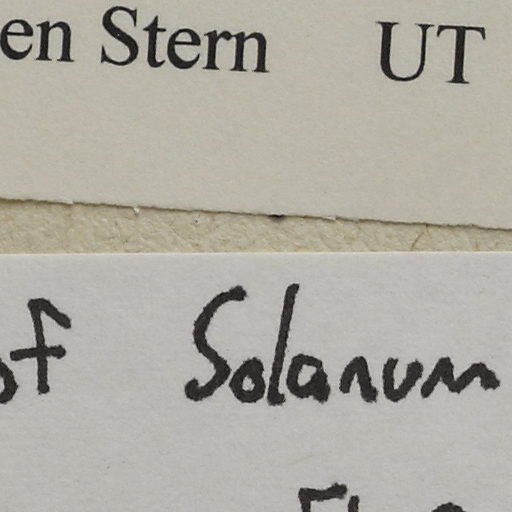 en Stern UT
of Solanum